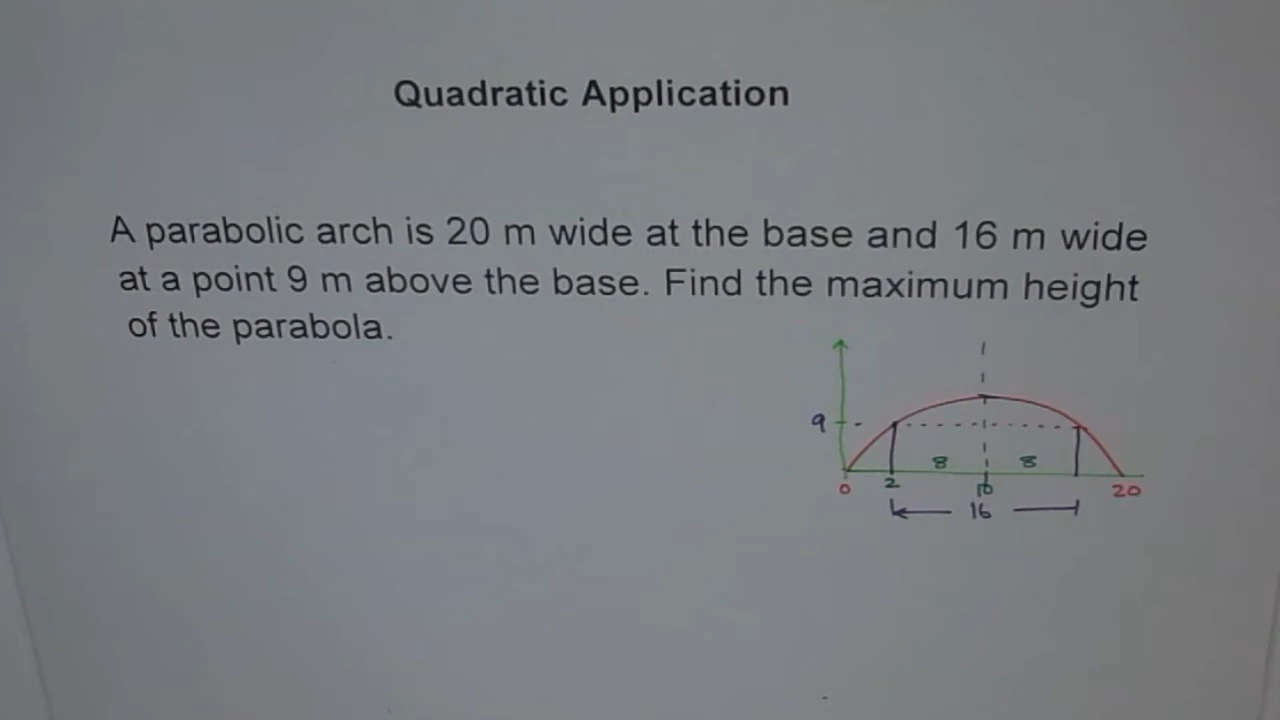 Quadratic Application
A parabolic arch is 20 m wide at the base and 16 m wide
at a point 9 m above the base. Find the maximum height
of the parabola.
9
8 8
0 2 10 20
16